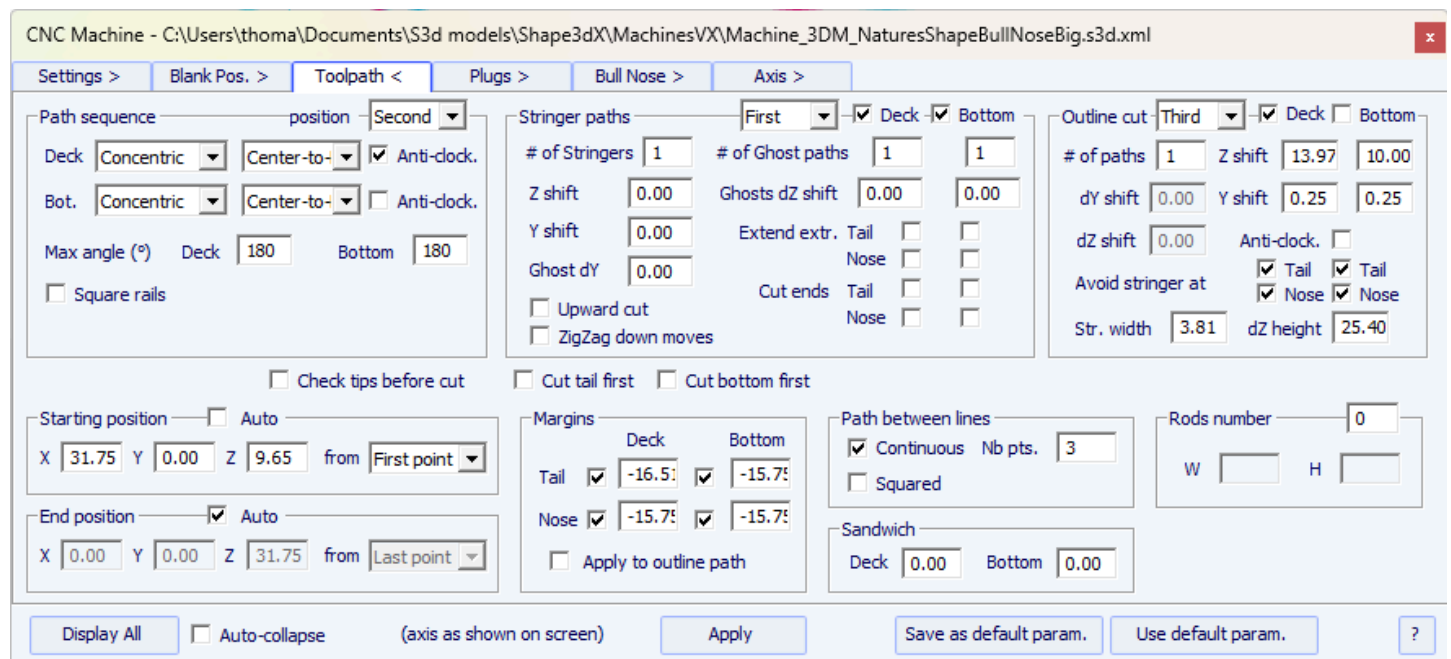 CNC Machine - C:\Users\thoma\Documents\S3d models\Shape3dX\MachinesVX\Machine_3DM_NaturesShapeBullNoseBig.s3d.xml x
Settings > Blank Pos. > Toolpath < Plugs > Bull Nose > Axis >
Path sequence position Second
Deck Concentric Center-to- Anti-clock.
Bot. Concentric Center-to- Anti-clock.
Max angle (º) Deck 180 Bottom 180
Square rails
Stringer paths First Deck Bottom
# of Stringers 1 # of Ghost paths 1 1
Z shift 0.00 Ghosts dZ shift 0.00 0.00
Y shift 0.00 Extend extr. Tail
Nose
Ghost dY 0.00
Cut ends Tail
Nose
Upward cut
ZigZag down moves
Outline cut Third Deck Bottom
# of paths 1 Z shift 13.97 10.00
dY shift 0.00 Y shift 0.25 0.25
dZ shift 0.00 Anti-clock.
Avoid stringer at Tail Tail
Nose Nose
Str. width 3.81 dZ height 25.40
Check tips before cut Cut tail first Cut bottom first
Starting position Auto
X 31.75 Y 0.00 Z 9.65 from First point
End position Auto
X 0.00 Y 0.00 Z 31.75 from Last point
Margins
Deck Bottom
Tail -16.51 -15.75
Nose -15.75 -15.75
Apply to outline path
Path between lines
Continuous Nb pts. 3
Squared
Sandwich
Deck 0.00 Bottom 0.00
Rods number 0
W H
Display All Auto-collapse (axis as shown on screen) Apply Save as default param. Use default param. ?